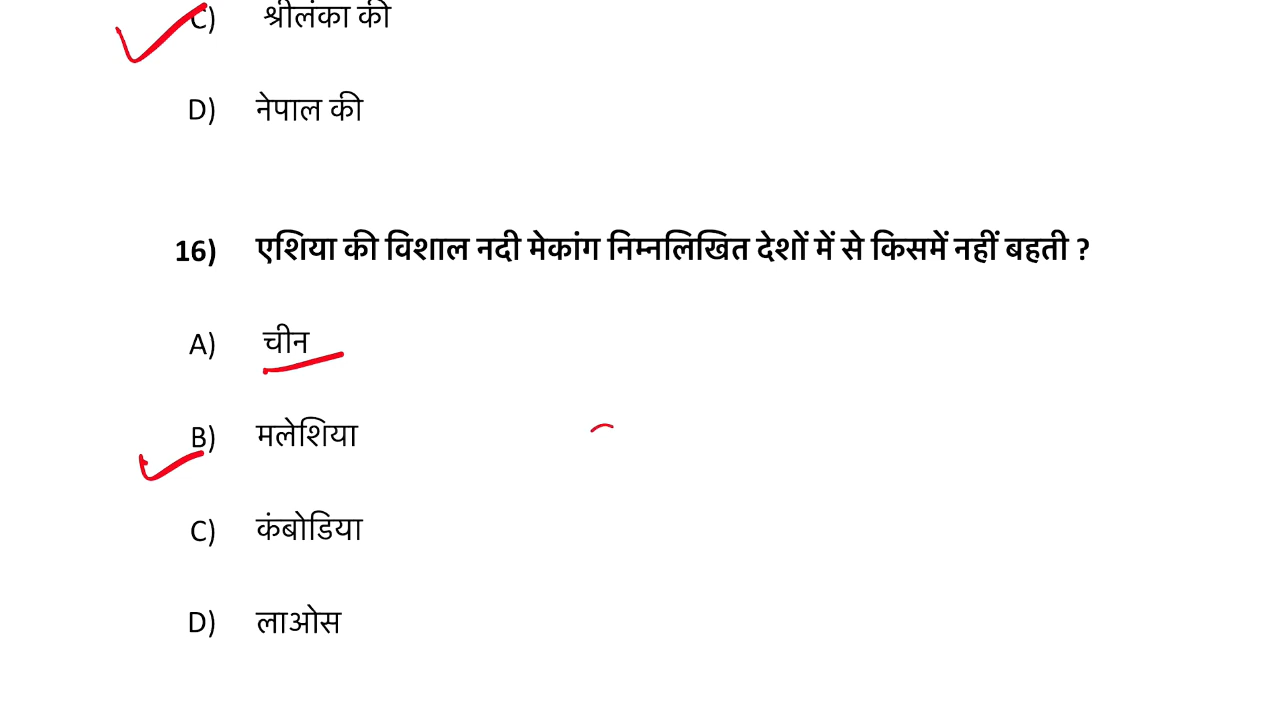 C) श्रीलंका की
D) नेपाल की
16) एशिया की विशाल नदी मेकांग निम्नलिखित देशों में से किसमें नहीं बहती ?
A) चीन
B) मलेशिया
C) कंबोडिया
D) लाओस